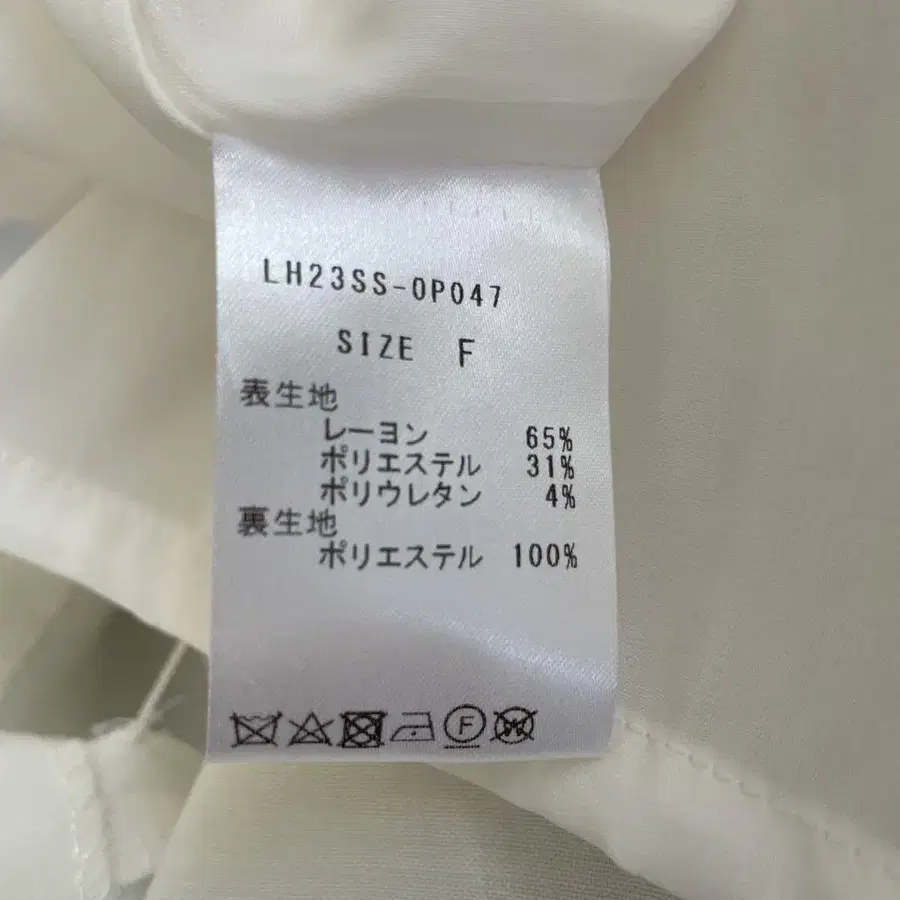 LH23SS-0P047
SIZE F
表生地
レーヨン 65%
ポリエステル 31%
ポリウレタン 4%
裏生地
ポリエステル 100%
F W